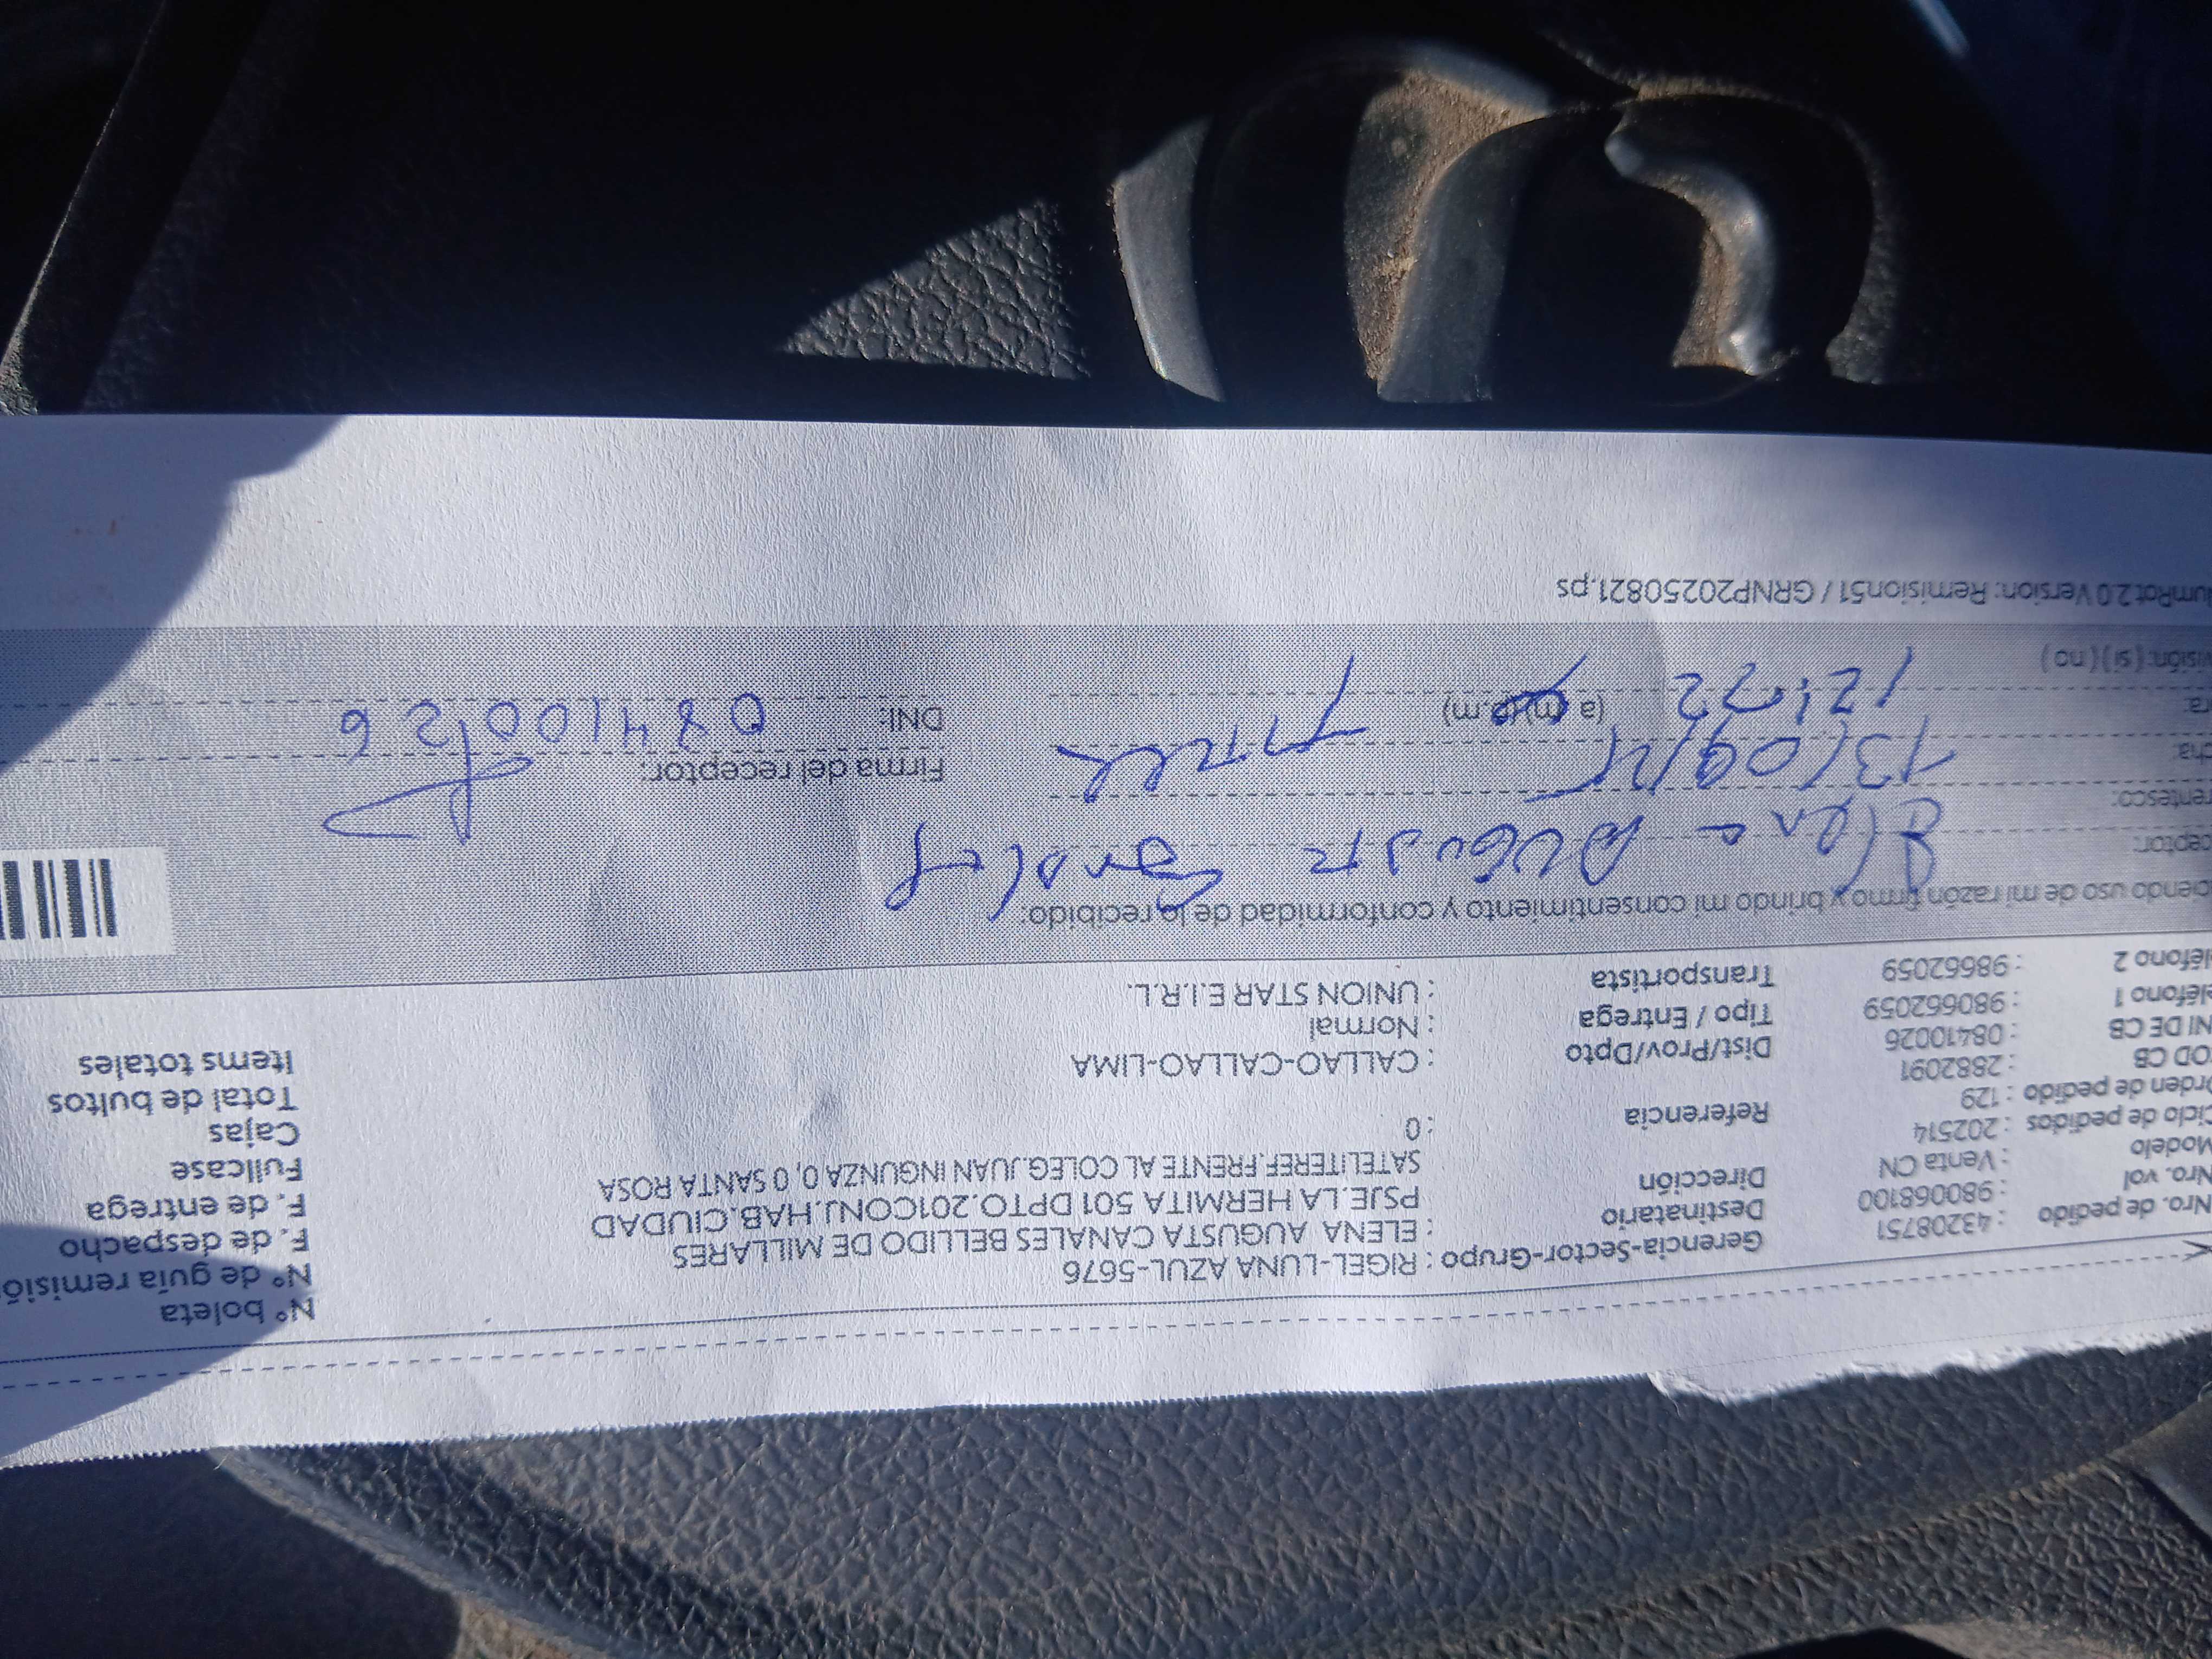 Gerencia-Sector-Grupo : RIGEL-LUNA AZUL-5676
Nro. de pedido : 43208751
Destinatario : ELENA AUGUSTA CANALES BELLIDO DE MILLARES
Nro. vol : 980068100
Dirección PSJE.LA HERMITA 501 DPTO.201CONJ.HAB.CIUDAD
SATELITEREF.FRENTE AL COLEG.JUAN INGUNZA 0, 0 SANTA ROSA
Modelo : Venta CN
Ciclo de pedidos : 202514
Referencia : 0
Orden de pedido : 129
COD CB : 2882091
Dist/Prov/Dpto : CALLAO-CALLAO-LIMA
DNI DE CB : 08410026
Tipo / Entrega : Normal
eléfono 1 : 980662059
Transportista : UNION STAR E.I.R.L.
eléfono 2 : 98662059
N° boleta
N° de guía remisió
F. de despacho
F. de entrega
Fullcase
Cajas
Total de bultos
Items totales
iendo uso de mi razón firmo y brindo mi consentimiento y conformidad de lo recibido:
ceptor: Elena Augusta Canales
rentesco:
Firma del receptor:
cha: 13/09/25
ra: 12:22 (a.m)(p.m)
DNI: 08410026
visión: ( si ) ( no )
umRot 2.0 Version: Remision51 / GRNP20250821.ps